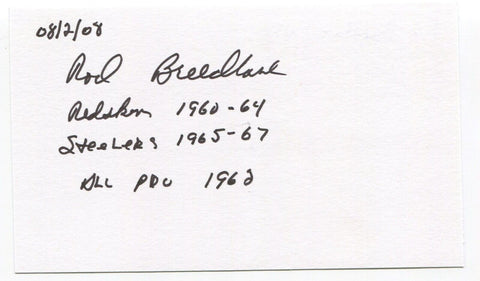 08/2/08
Rod Breedlove
Redskins 1960-64
Steelers 1965-67
ALL PRO 1962